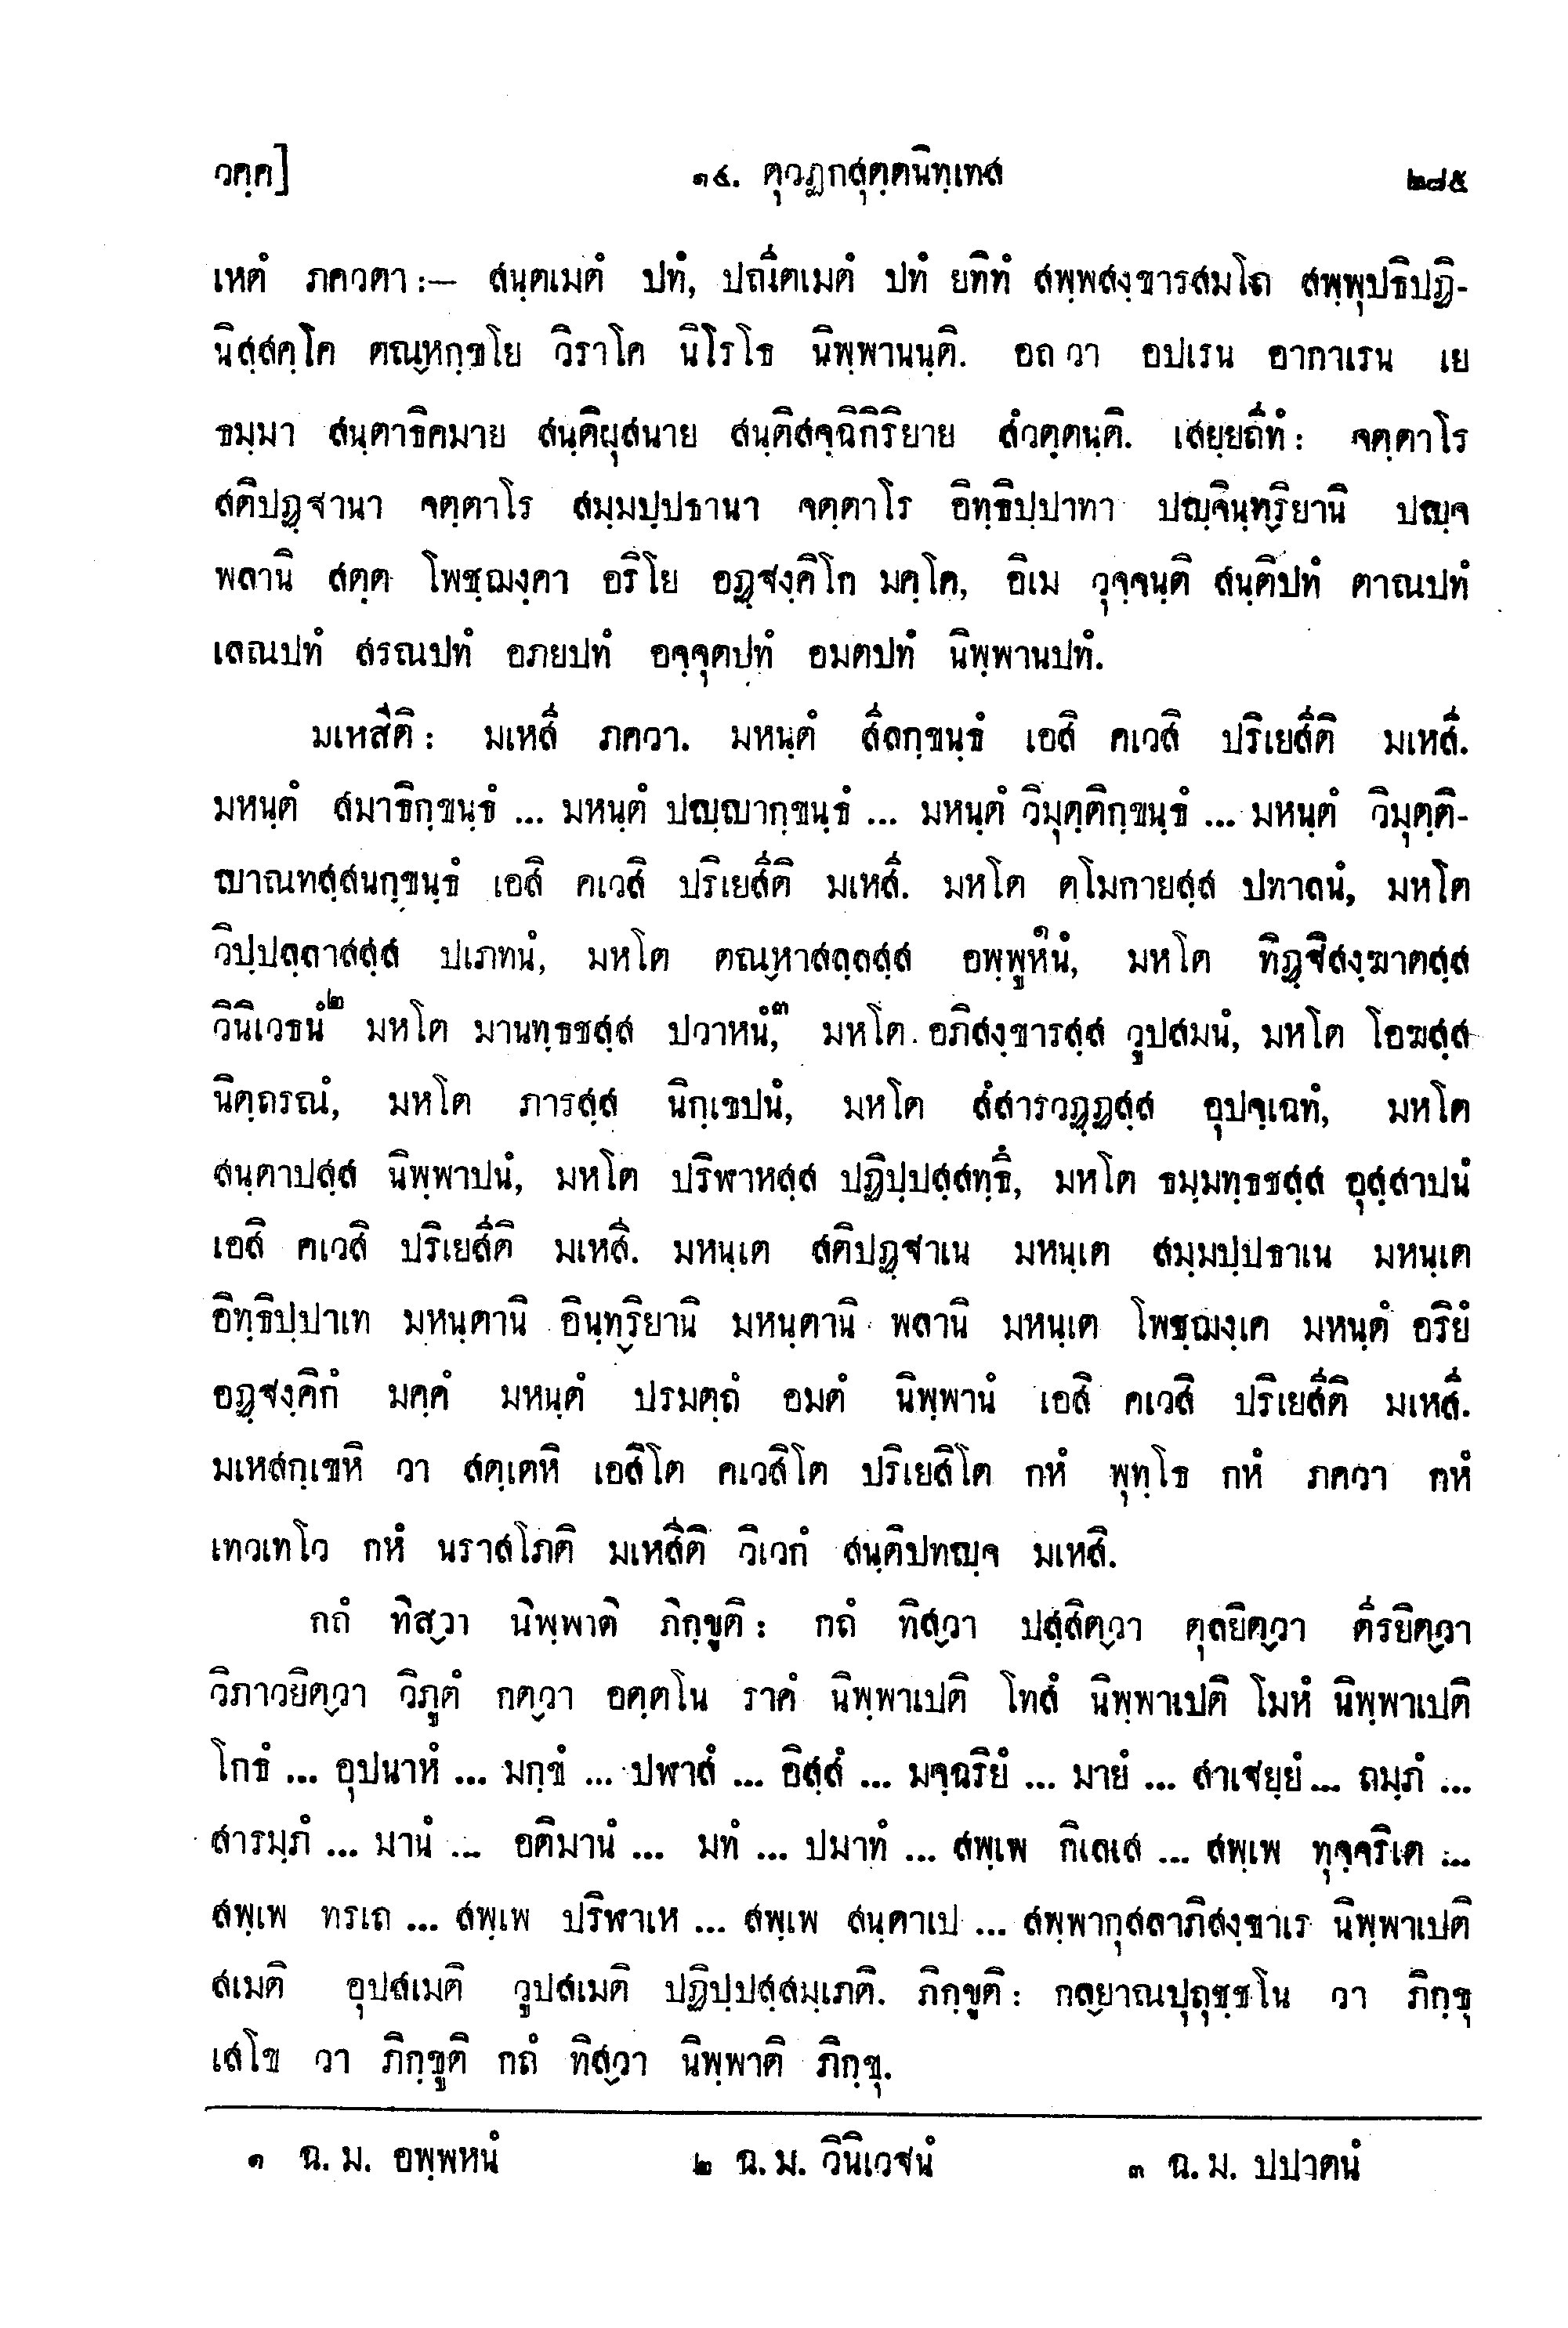 วคฺค]
๑๔. ตุวฏกสุตฺตนิทฺเทส
๒๘๕
เหตํ ภควตา :— สนฺตเมตํ ปทํ, ปณีตเมตํ ปทํ ยทิทํ สพฺพสงฺขารสมโถ สพฺพุปธิปฏิ-
นิสฺสคฺโค ตณฺหกฺขโย วิราโค นิโรโธ นิพฺพานนฺติ. อถ วา อปเรน อากาเรน เย
ธมฺมา สนฺตาธิคมาย สนฺติผุสนาย สนฺติสจฺฉิกิริยาย สํวตฺตนฺติ. เสยฺยถีทํ : จตฺตาโร
สติปฏฺานา จตฺตาโร สมฺมปฺปธานา จตฺตาโร อิทฺธิปฺปาทา ปญฺจินฺทฺริยานิ ปญฺจ
พลานิ สตฺต โพชฺฌงฺคา อริโย อฏฺงฺคิโก มคฺโค, อิเม วุจฺจนฺติ สนฺติปทํ ตาณปทํ
เลณปทํ สรณปทํ อภยปทํ อจฺจุตปทํ อมตปทํ นิพฺพานปทํ.
มเหสีติ : มเหสี ภควา. มหนฺตํ สีลกฺขนฺธํ เอสิ คเวสิ ปริเยสีติ มเหสี.
มหนฺตํ สมาธิกฺขนฺธํ ... มหนฺตํ ปญฺากฺขนฺธํ ... มหนฺตํ วิมุตฺติกฺขนฺธํ ... มหนฺตํ วิมุตฺติ-
าณทสฺสนกฺขนฺธํ เอสิ คเวสิ ปริเยสีติ มเหสี. มหโต ตโมกายสฺส ปทาลนํ, มหโต
วิปฺปลฺลาสสฺส ปเภทนํ, มหโต ตณฺหาสลฺลสฺส อพฺพูหํนํ,๑ มหโต ทิฏฺิสงฺฆาตสฺส
วินิเวธนํ๒ มหโต มานทฺธชสฺส ปวาหนํ,๓ มหโต อภิสงฺขารสฺส วูปสมนํ, มหโต โอฆสฺส
นิตฺถรณํ, มหโต ภารสฺส นิกฺเขปนํ, มหโต สํสารวฏฺฏสฺส อุปจฺเฉทํ, มหโต
สนฺตาปสฺส นิพฺพาปนํ, มหโต ปริฬาหสฺส ปฏิปฺปสฺสทฺธึ, มหโต ธมฺมทฺธชสฺส อุสฺสาปนํ
เอสิ คเวสิ ปริเยสีติ มเหสี. มหนฺเต สติปฏฺาเน มหนฺเต สมฺมปฺปธาเน มหนฺเต
อิทฺธิปฺปาเท มหนฺตานิ อินฺทฺริยานิ มหนฺตานิ พลานิ มหนฺเต โพชฺฌงฺเค มหนฺตํ อริยํ
อฏฺงฺคิกํ มคฺคํ มหนฺตํ ปรมตฺถํ อมตํ นิพฺพานํ เอสิ คเวสิ ปริเยสีติ มเหสี.
มเหสกฺเขหิ วา สตฺเตหิ เอสิโต คเวสิโต ปริเยสิโต กหํ พุทฺโธ กหํ ภควา กหํ
เทวเทโว กหํ นราสโภติ มเหสีติ วิเวกํ สนฺติปทญฺจ มเหสิ.
กถํ ทิสฺวา นิพฺพาติ ภิกฺขูติ : กถํ ทิสฺวา ปสฺสิตฺวา ตุลยิตฺวา ตีรยิตฺวา
วิภาวยิตฺวา วิภูตํ กตฺวา อตฺตโน ราคํ นิพฺพาเปติ โทสํ นิพฺพาเปติ โมหํ นิพฺพาเปติ
โกธํ ... อุปนาหํ ... มกฺขํ ... ปฬาสํ ... อิสฺสํ ... มจฺฉริยํ ... มายํ ... สาเยฺยํ ... ถมฺภํ ...
สารมฺภํ ... มานํ ... อติมานํ ... มทํ ... ปมาทํ ... สพฺเพ กิเลเส ... สพฺเพ ทุจฺจริเต ...
สพฺเพ ทรเถ ... สพฺเพ ปริฬาเห ... สพฺเพ สนฺตาเป ... สพฺพากุสลาภิสงฺขาเร นิพฺพาเปติ
สเมติ อุปสเมติ วูปสเมติ ปฏิปฺปสฺสมฺเภติ. ภิกฺขูติ : กลฺยาณปุถุชฺชโน วา ภิกฺขุ
เสโข วา ภิกฺขูติ กถํ ทิสฺวา นิพฺพาติ ภิกฺขุ.
๑ ฉ. ม. อพฺพหนํ
๒ ฉ. ม. วินิเวนํ
๓ ฉ. ม. ปปาตนํ